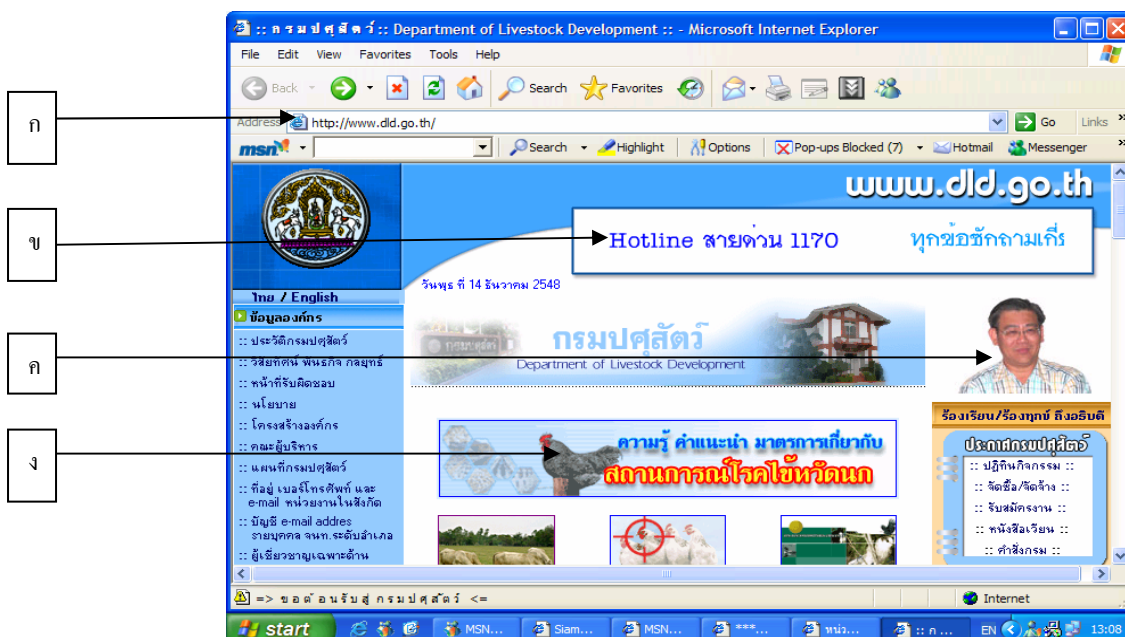 :: ก ร ม ป ศุ สั ต ว์ :: Department of Livestock Development :: - Microsoft Internet Explorer
File Edit View Favorites Tools Help
Back Search Favorites
ก
Address http://www.dld.go.th/ Go Links »
msn Search Highlight Options Pop-ups Blocked (7) Hotmail Messenger »
www.dld.go.th
ข
Hotline สายด่วน 1170 ทุกข้อซักถามเกี่
วันพุธ ที่ 14 ธันวาคม 2548
ไทย / English
ข้อมูลองค์กร
:: ประวัติกรมปศุสัตว์
:: วิสัยทัศน์ พันธกิจ กลยุทธ์
:: หน้าที่รับผิดชอบ
:: นโยบาย
:: โครงสร้างองค์กร
:: คณะผู้บริหาร
:: แผนที่กรมปศุสัตว์
:: ที่อยู่ เบอร์โทรศัพท์ และ
e-mail หน่วยงานในสังกัด
:: บัญชี e-mail addres
รายบุคคล จนท.ระดับอำเภอ
:: ผู้เชี่ยวชาญเฉพาะด้าน
กรมปศุสัตว์
Department of Livestock Development
ค
ง
ความรู้ คำแนะนำ มาตรการเกี่ยวกับ
สถานการณ์โรคไข้หวัดนก
ร้องเรียน/ร้องทุกข์ ถึงอธิบดี
ประกาศกรมปศุสัตว์
:: ปฏิทินกิจกรรม ::
:: จัดซื้อ/จัดจ้าง ::
:: รับสมัครงาน ::
:: หนังสือเวียน ::
:: คำสั่งกรม ::
=> ข อ ต้ อ น รั บ สู่ ก ร ม ป ศุ สั ต ว์ <= Internet
start MSN... Siam... MSN... ***... หน่ว... :: ก ... EN 13:08